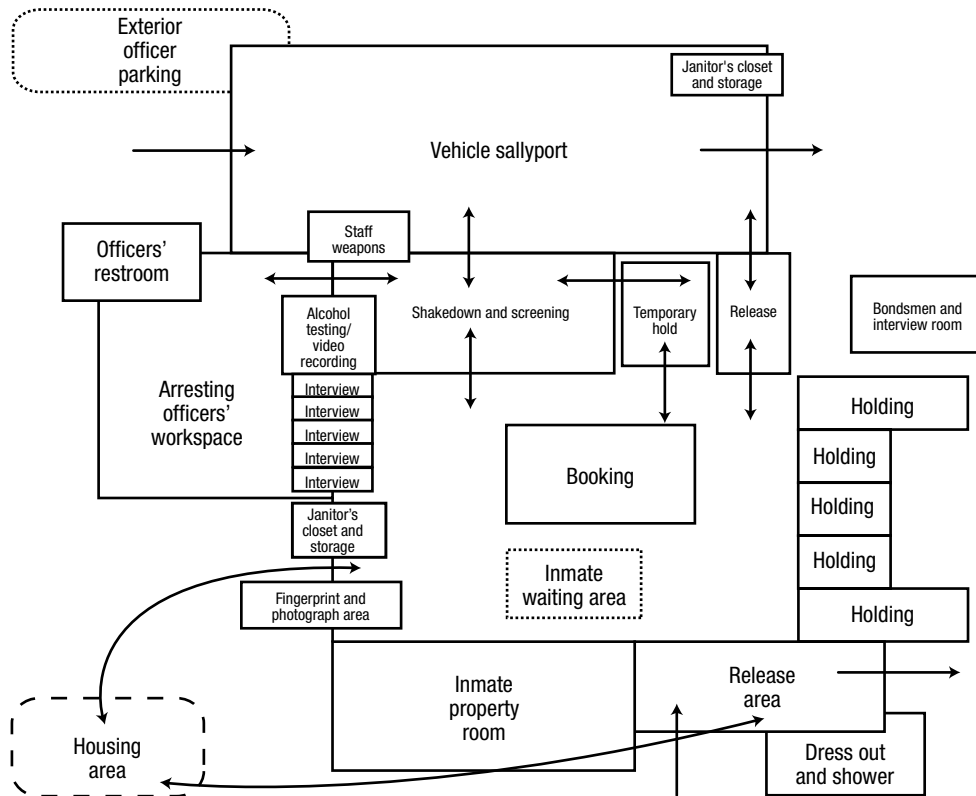 Exterior
officer
parking
Janitor's closet
and storage
Vehicle sallyport
Staff
weapons
Officers'
restroom
Alcohol
testing/
video
recording
Shakedown and screening
Temporary
hold
Release
Bondsmen and
interview room
Arresting
officers'
workspace
Interview
Interview
Interview
Interview
Interview
Holding
Holding
Holding
Holding
Holding
Booking
Janitor's
closet and
storage
Inmate
waiting area
Fingerprint and
photograph area
Inmate
property
room
Release
area
Housing
area
Dress out
and shower